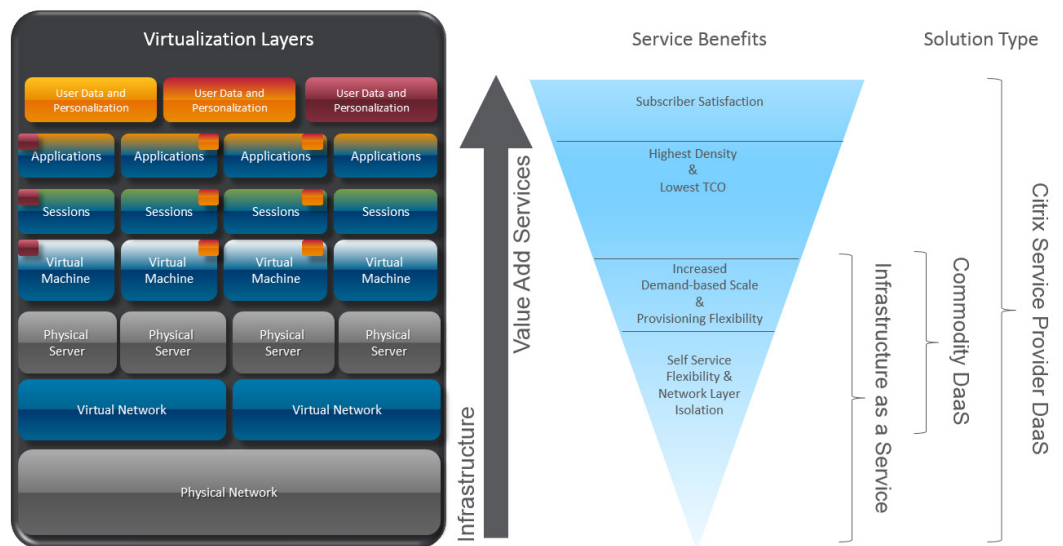 Virtualization Layers
User Data and
Personalization
User Data and
Personalization
User Data and
Personalization
Applications
Applications
Applications
Applications
Sessions
Sessions
Sessions
Sessions
Virtual
Machine
Virtual
Machine
Virtual
Machine
Virtual
Machine
Physical
Server
Physical
Server
Physical
Server
Physical
Server
Virtual Network
Virtual Network
Physical Network
Value Add Services
Infrastructure
Service Benefits
Subscriber Satisfaction
Highest Density
&
Lowest TCO
Increased
Demand-based Scale
&
Provisioning Flexibility
Self Service
Flexibility &
Network Layer
Isolation
Solution Type
Infrastructure as a Service
Commodity DaaS
Citrix Service Provider DaaS